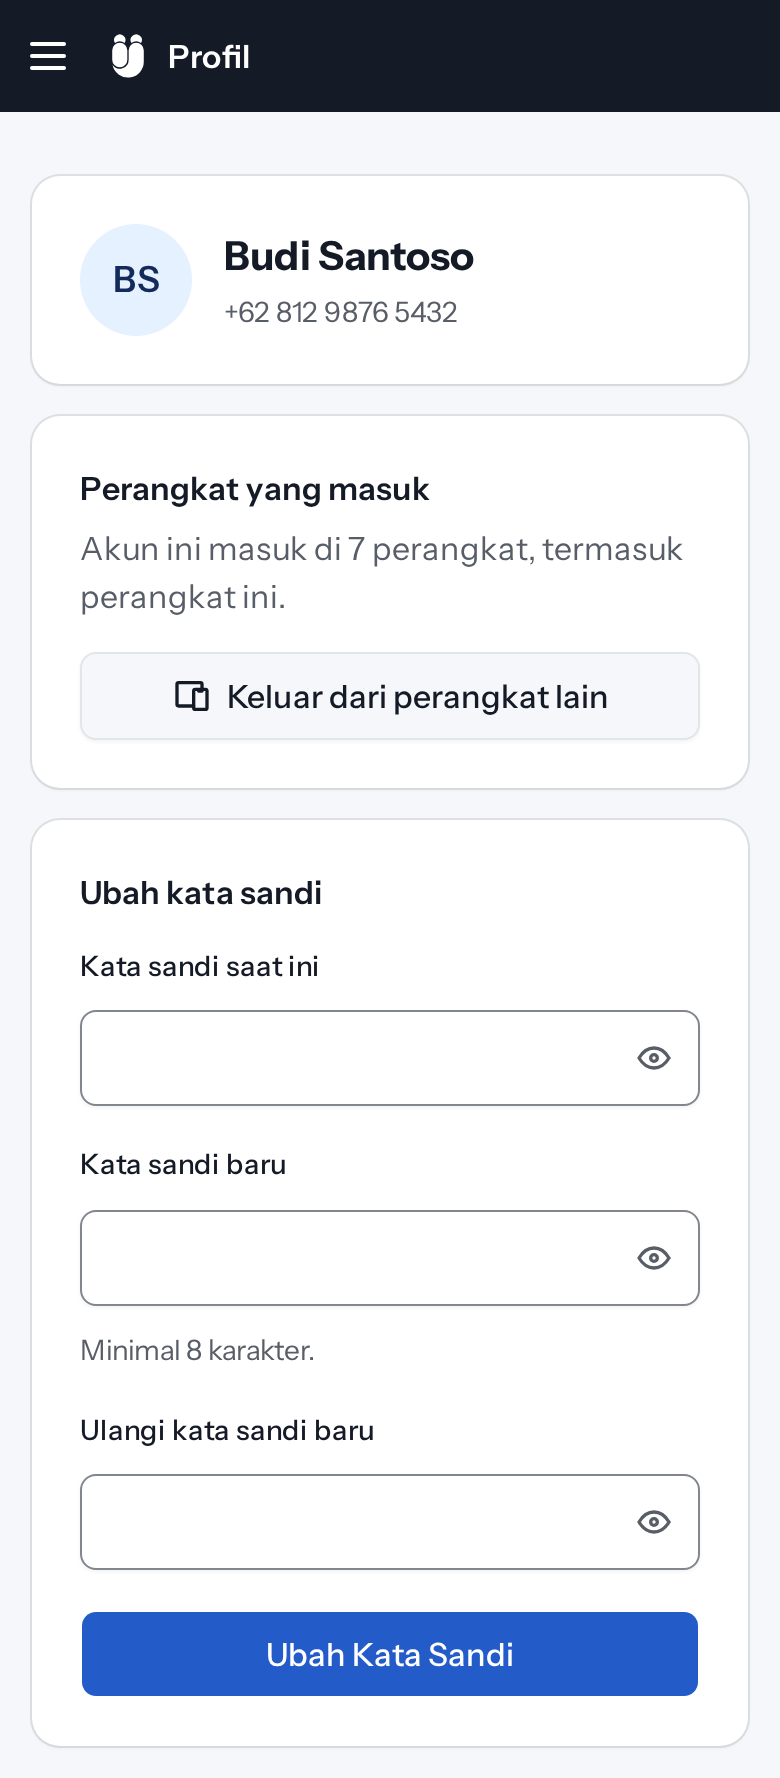 Profil
BS
Budi Santoso
+62 812 9876 5432
Perangkat yang masuk
Akun ini masuk di 7 perangkat, termasuk
perangkat ini.
Keluar dari perangkat lain
Ubah kata sandi
Kata sandi saat ini
Kata sandi baru
Minimal 8 karakter.
Ulangi kata sandi baru
Ubah Kata Sandi